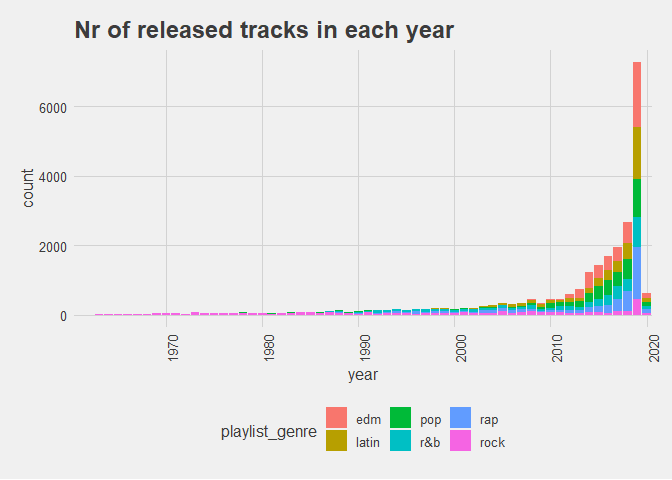 Nr of released tracks in each year
6000
4000
2000
0
count
1970
1980
1990
2000
2010
2020
year
playlist_genre
edm pop rap
latin r&b rock